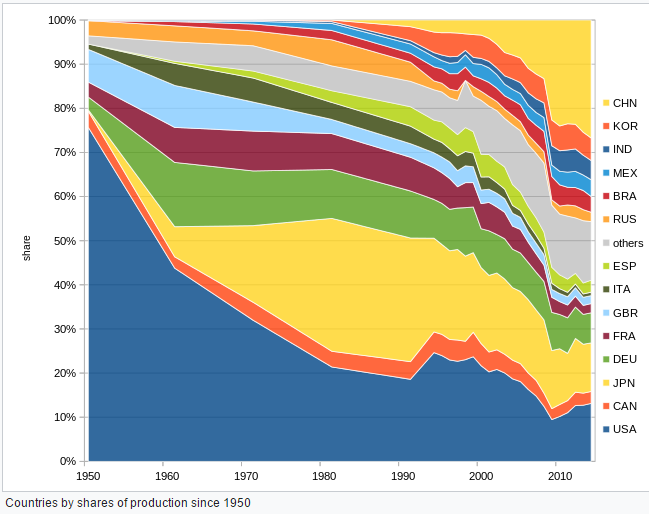 100%
90%
80%
70%
60%
50%
40%
30%
20%
10%
0%
share
1950 1960 1970 1980 1990 2000 2010
CHN
KOR
IND
MEX
BRA
RUS
others
ESP
ITA
GBR
FRA
DEU
JPN
CAN
USA
Countries by shares of production since 1950